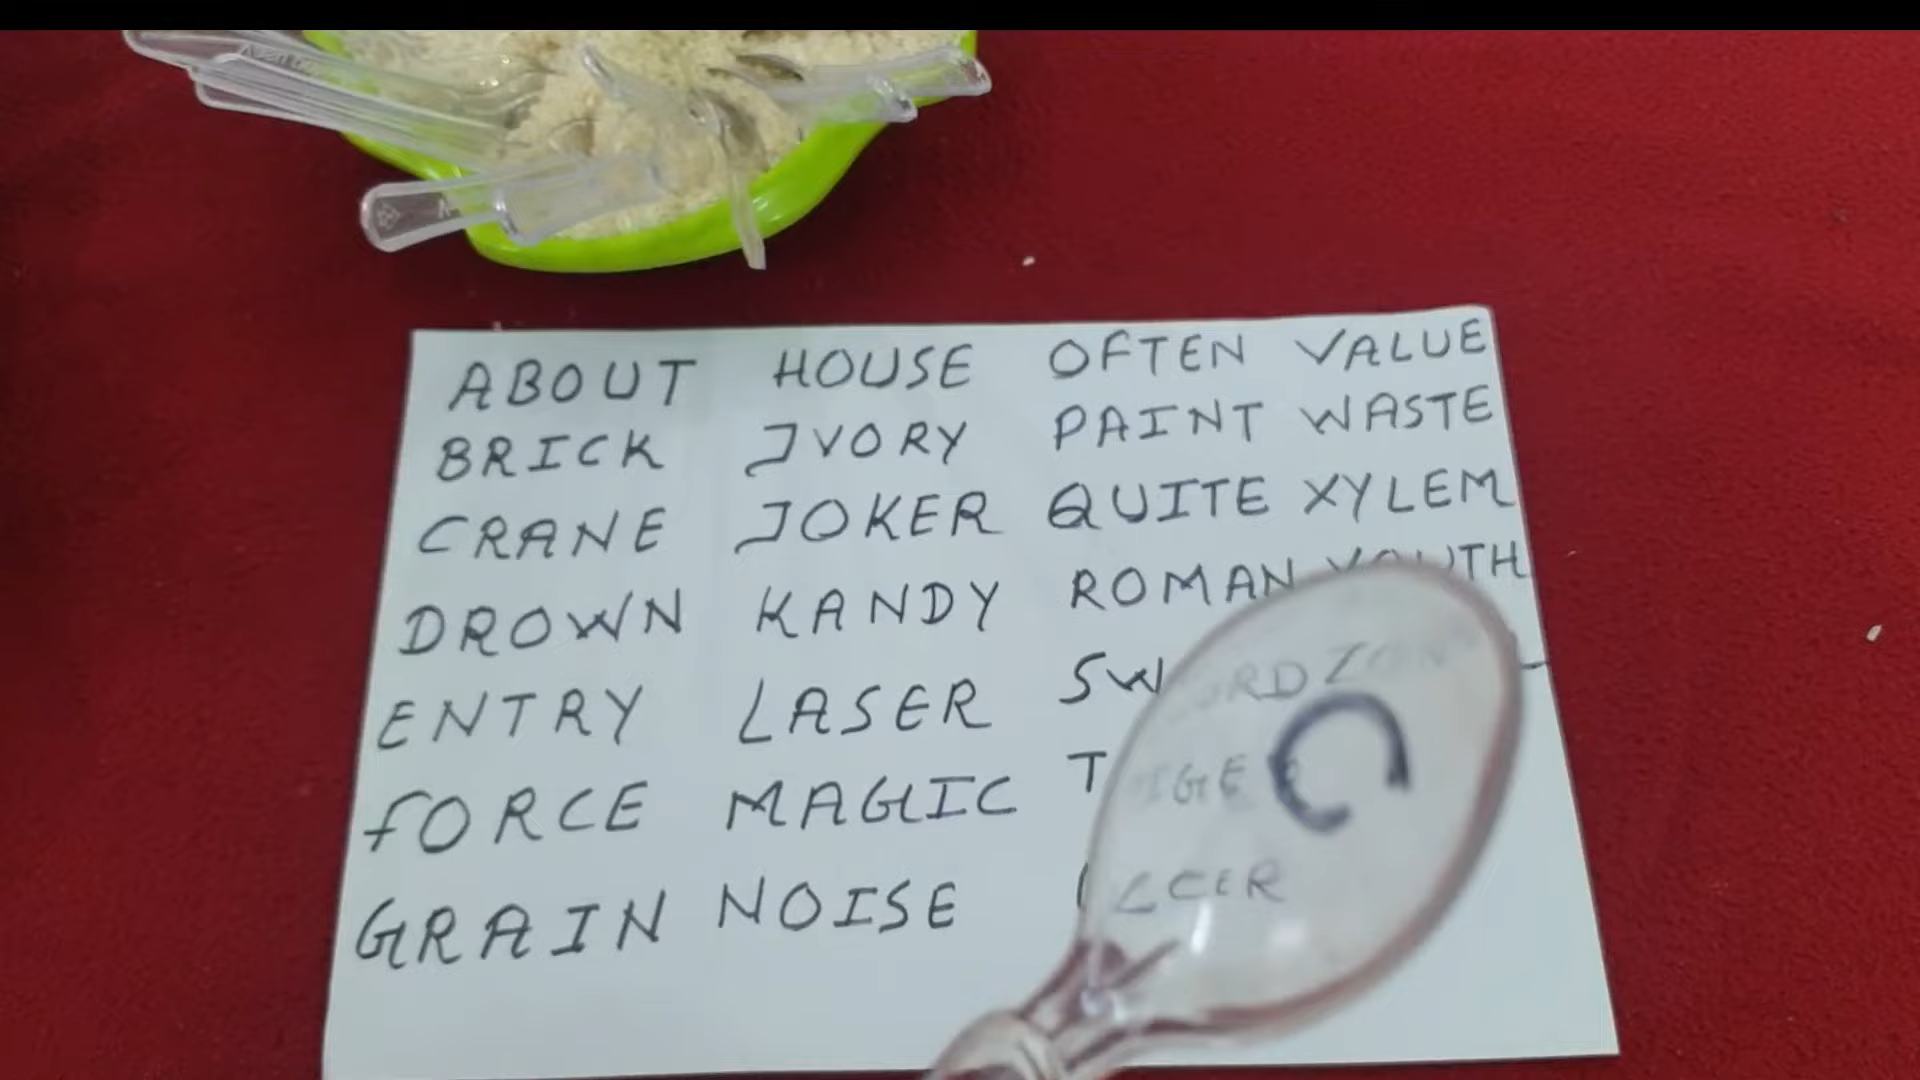 ABOUT HOUSE OFTEN VALUE
BRICK IVORY PAINT WASTE
CRANE JOKER QUITE XYLEM
DROWN KANDY ROMAN
ENTRY LASER
FORCE MAGIC
GRAIN NOISE